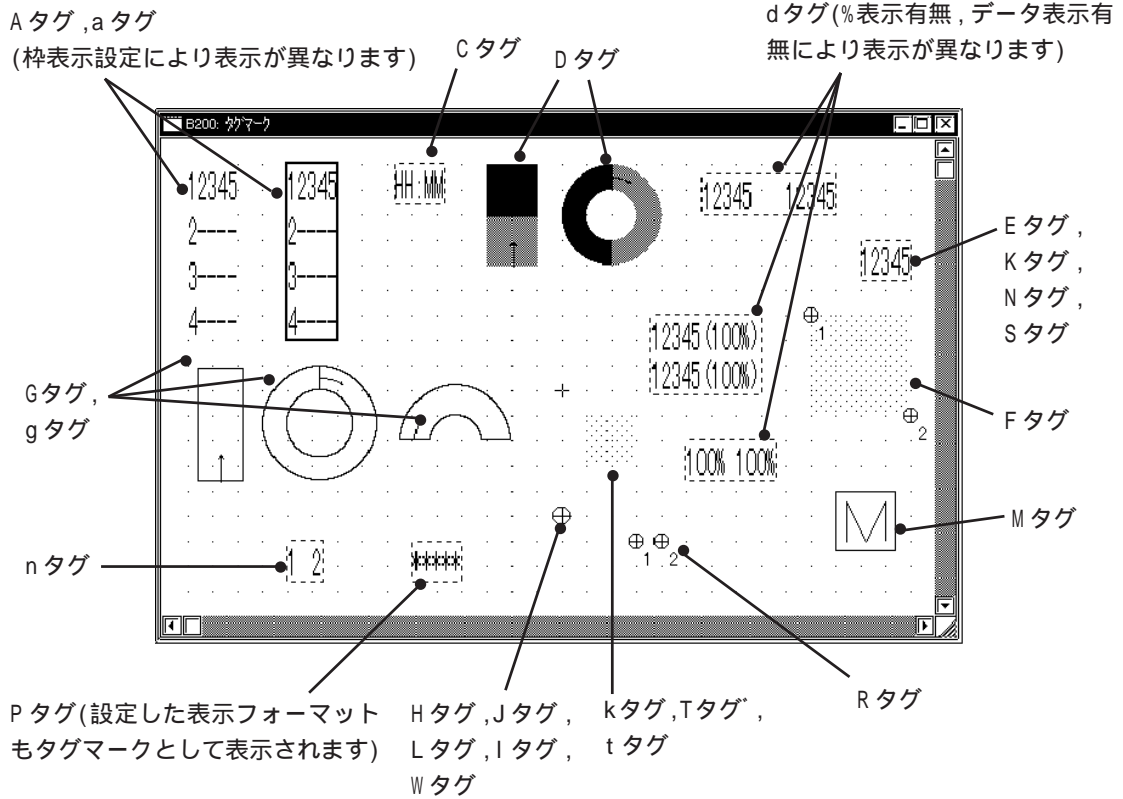 Aタグ,aタグ
(枠表示設定により表示が異なります)
Cタグ
Dタグ
dタグ(%表示有無,データ表示有
無により表示が異なります)
B200: タグマーク
12345
2----
3----
4----
12345
2----
3----
4----
HH:MM
12345 12345
12345
Eタグ,
Kタグ,
Nタグ,
Sタグ
12345(100%)
12345(100%)
1
2
Fタグ
Gタグ,
gタグ
100% 100%
M
Mタグ
nタグ
1 2
*****
1 2
Pタグ(設定した表示フォーマット
もタグマークとして表示されます)
Hタグ,Jタグ,
Lタグ,lタグ,
Wタグ
kタグ,Tタグ,
tタグ
Rタグ